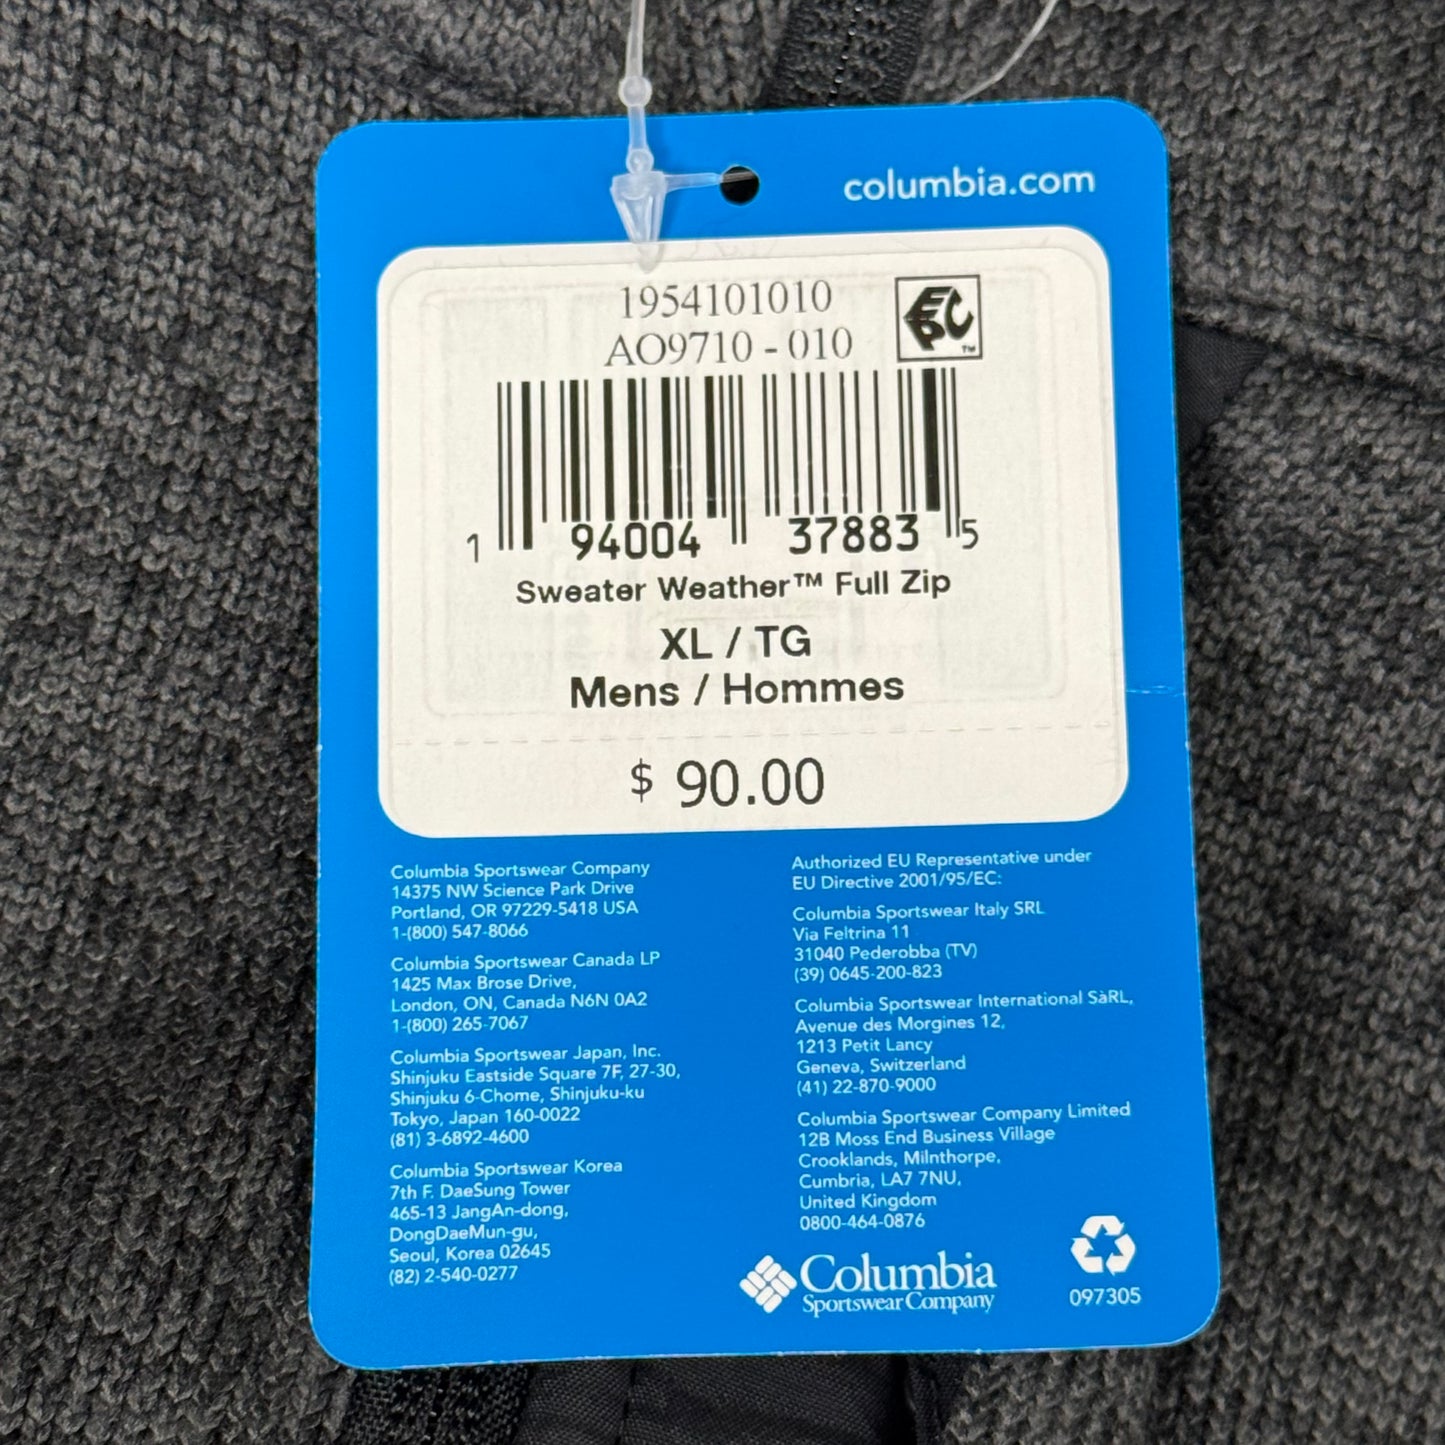 columbia.com
1954101010
AO9710 - 010
EPC™
1 94004 37883 5
Sweater Weather™ Full Zip
XL / TG
Mens / Hommes
$ 90.00
Columbia Sportswear Company
14375 NW Science Park Drive
Portland, OR 97229-5418 USA
1-(800) 547-8066
Columbia Sportswear Canada LP
1425 Max Brose Drive,
London, ON, Canada N6N 0A2
1-(800) 265-7067
Columbia Sportswear Japan, Inc.
Shinjuku Eastside Square 7F, 27-30,
Shinjuku 6-Chome, Shinjuku-ku
Tokyo, Japan 160-0022
(81) 3-6892-4600
Columbia Sportswear Korea
7th F. DaeSung Tower
465-13 JangAn-dong,
DongDaeMun-gu,
Seoul, Korea 02645
(82) 2-540-0277
Authorized EU Representative under
EU Directive 2001/95/EC:
Columbia Sportswear Italy SRL
Via Feltrina 11
31040 Pederobba (TV)
(39) 0645-200-823
Columbia Sportswear International SàRL,
Avenue des Morgines 12,
1213 Petit Lancy
Geneva, Switzerland
(41) 22-870-9000
Columbia Sportswear Company Limited
12B Moss End Business Village
Crooklands, Milnthorpe,
Cumbria, LA7 7NU,
United Kingdom
0800-464-0876
Columbia
Sportswear Company
097305